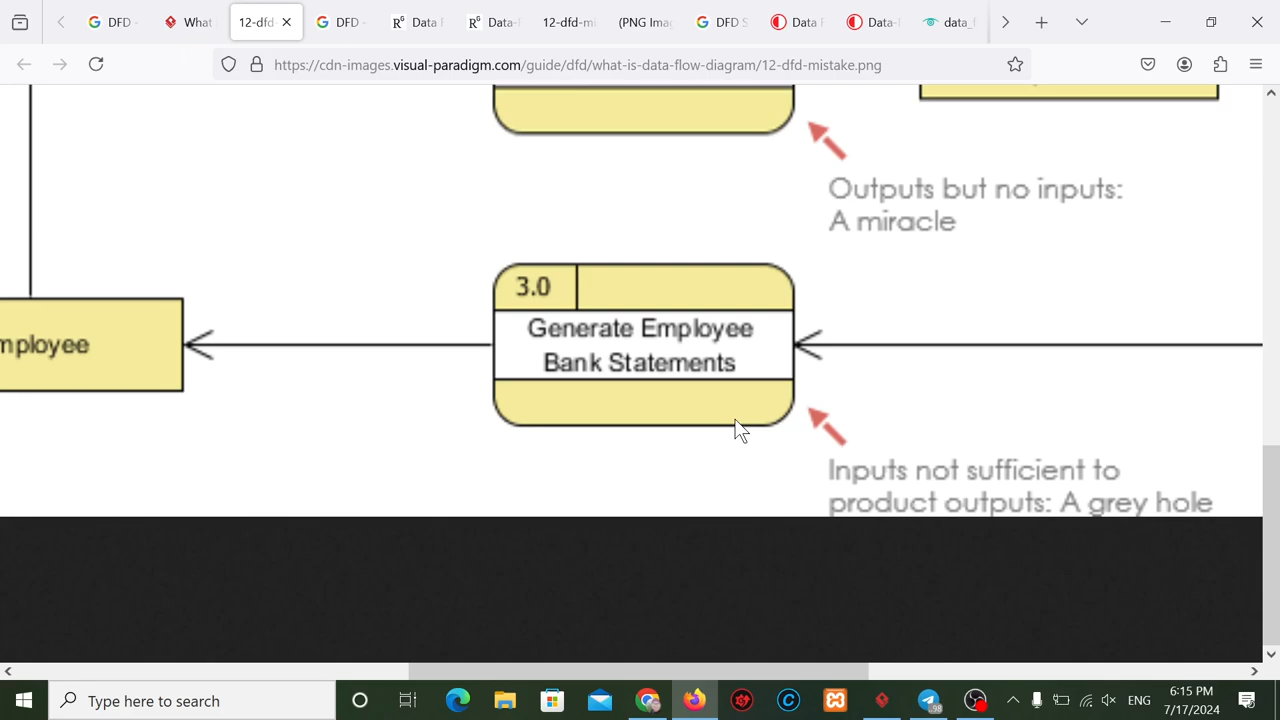 DFD
What
12-dfd-
DFD -
Data F
Data-
12-dfd-mi
(PNG Imag
DFD S
Data F
Data-
data_f
https://cdn-images.visual-paradigm.com/guide/dfd/what-is-data-flow-diagram/12-dfd-mistake.png
Outputs but no inputs:
A miracle
3.0
Generate Employee
Bank Statements
mployee
Inputs not sufficient to
product outputs: A grey hole
Type here to search
98
ENG
6:15 PM
7/17/2024